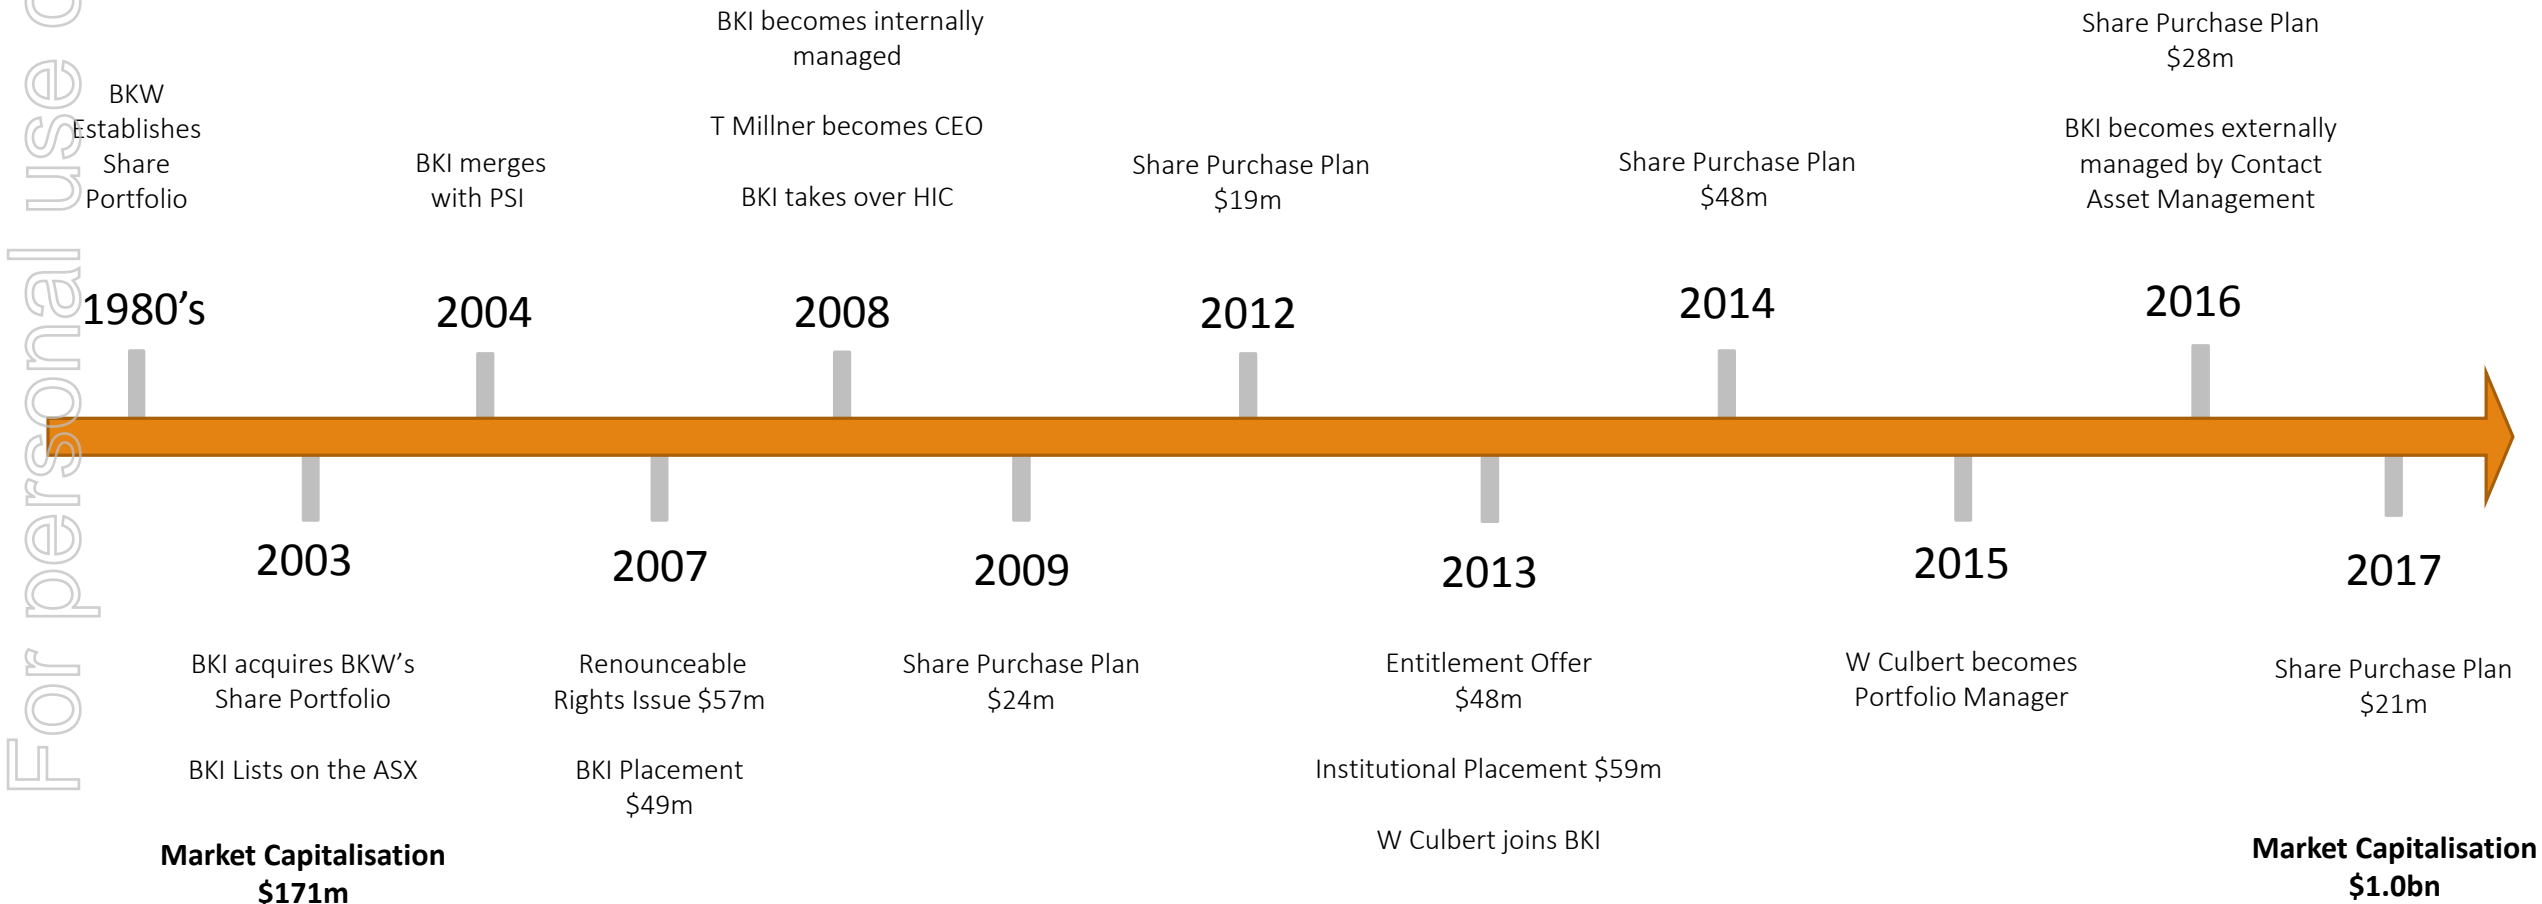 For personal use o
BKI becomes internally
managed
T Millner becomes CEO
BKI takes over HIC
Share Purchase Plan
$28m
BKI becomes externally
managed by Contact
Asset Management
BKW
Establishes
Share
Portfolio
BKI merges
with PSI
Share Purchase Plan
$19m
Share Purchase Plan
$48m
1980’s
2004
2008
2012
2014
2016
2003
2007
2009
2013
2015
2017
BKI acquires BKW’s
Share Portfolio
BKI Lists on the ASX
Market Capitalisation
$171m
Renounceable
Rights Issue $57m
BKI Placement
$49m
Share Purchase Plan
$24m
Entitlement Offer
$48m
Institutional Placement $59m
W Culbert joins BKI
W Culbert becomes
Portfolio Manager
Share Purchase Plan
$21m
Market Capitalisation
$1.0bn